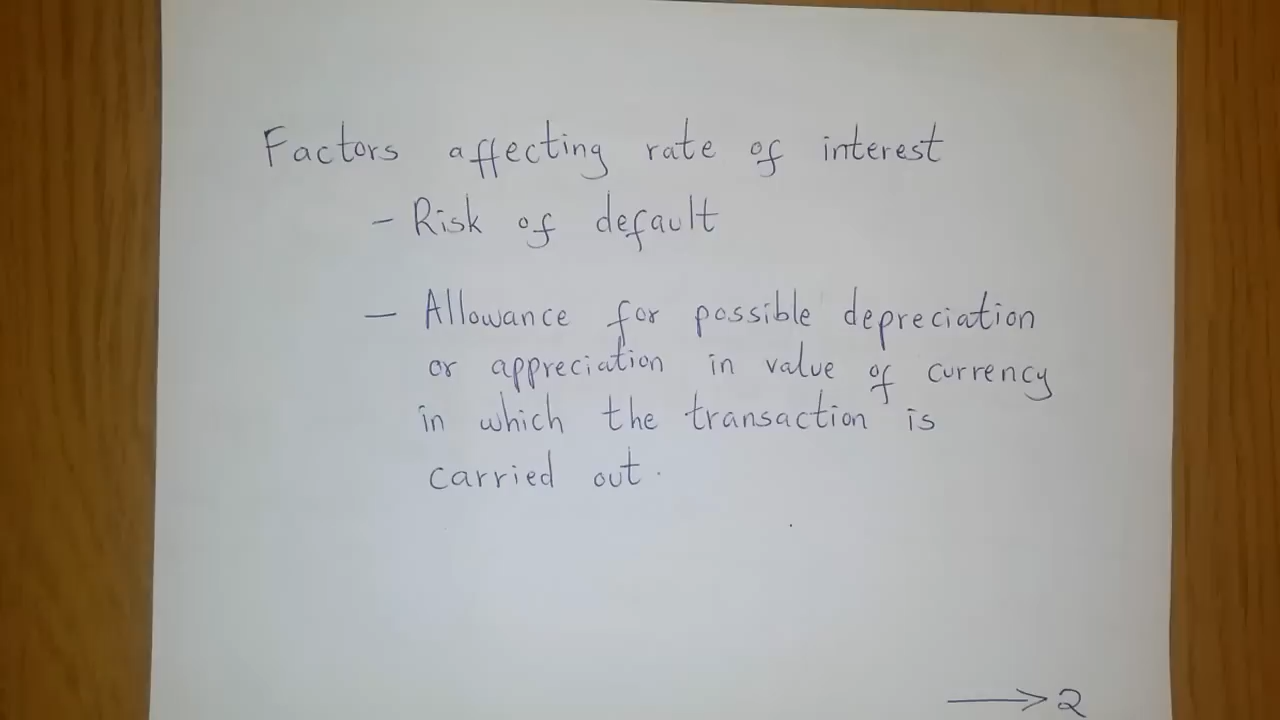 Factors affecting rate of interest
- Risk of default
- Allowance for possible depreciation
or appreciation in value of currency
in which the transaction is
carried out.
→ 2